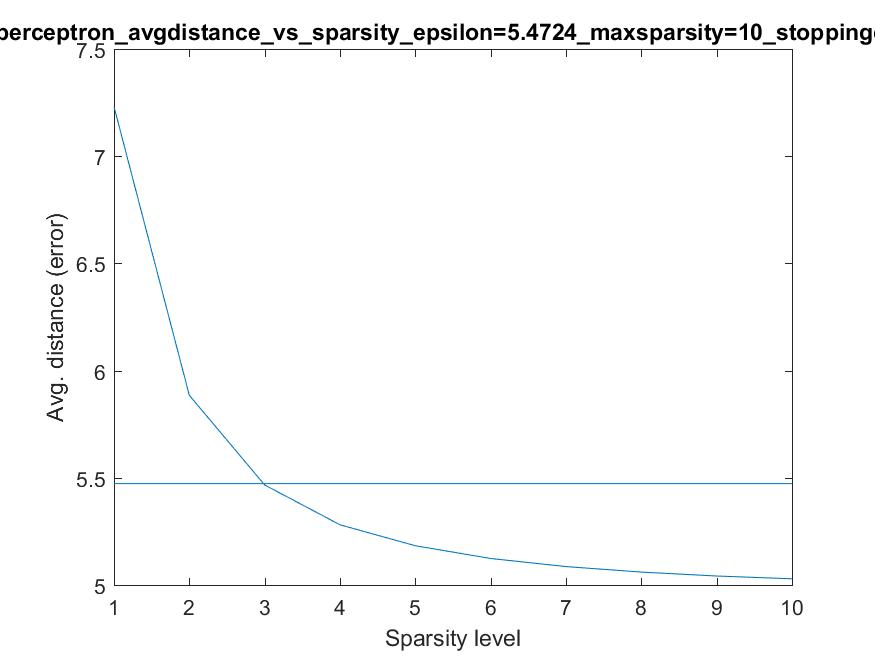 perceptron_avgdistance_vs_sparsity_epsilon=5.4724_maxsparsity=10_stopping
7.5
7
6.5
6
5.5
5
Avg. distance (error)
1 2 3 4 5 6 7 8 9 10
Sparsity level